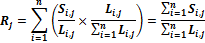 R_j = \sum_{i=1}^{n} \left( \frac{S_{i,j}}{L_{i,j}} \times \frac{L_{i,j}}{\sum_{i=1}^{n} L_{i,j}} \right) = \frac{\sum_{i=1}^{n} S_{i,j}}{\sum_{i=1}^{n} L_{i,j}}